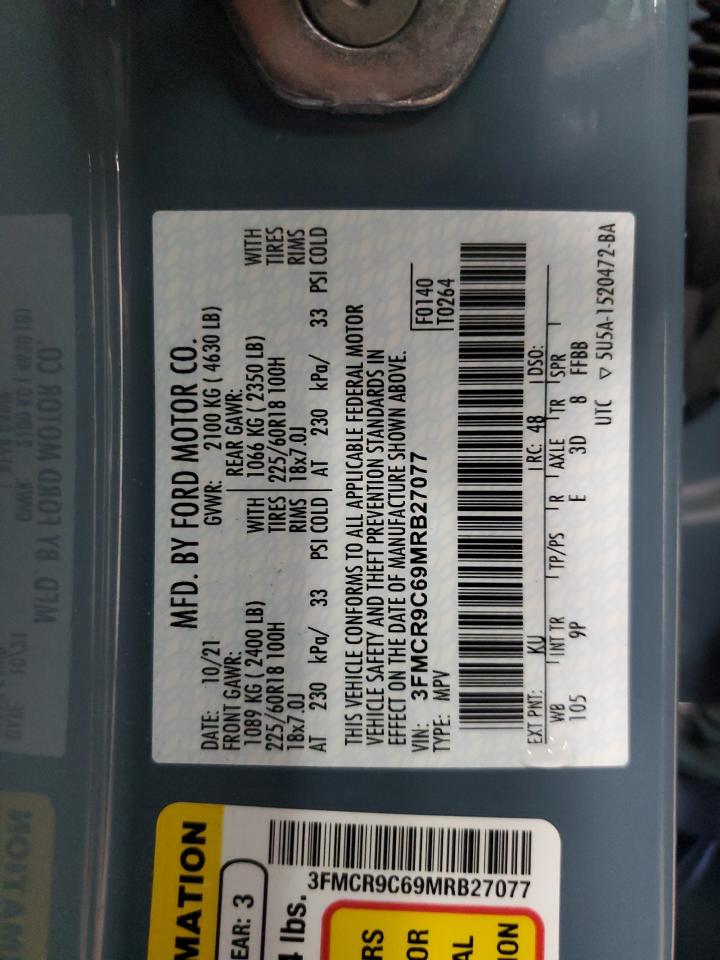 MFD. BY FORD MOTOR CO.
DATE: 10/21 GVWR: 2100 KG ( 4630 LB)
FRONT GAWR: REAR GAWR:
1089 KG ( 2400 LB) WITH 1066 KG ( 2350 LB) WITH
225/60R18 100H TIRES 225/60R18 100H TIRES
18x7.0J RIMS 18x7.0J RIMS
AT 230 kPa/ 33 PSI COLD AT 230 kPa/ 33 PSI COLD
THIS VEHICLE CONFORMS TO ALL APPLICABLE FEDERAL MOTOR
VEHICLE SAFETY AND THEFT PREVENTION STANDARDS IN
EFFECT ON THE DATE OF MANUFACTURE SHOWN ABOVE.
VIN: 3FMCR9C69MRB27077 F0140
TYPE: MPV T0264
EXT PNT: KU RC: 48 DSO:
WB INT TR TP/PS R AXLE TR SPR
105 9P E 3D 8 FFBB
UTC ▽ 5U5A-1520472-BA
MATION
EAR: 3
4 lbs.
3FMCR9C69MRB27077
RS
OR
AL
ION